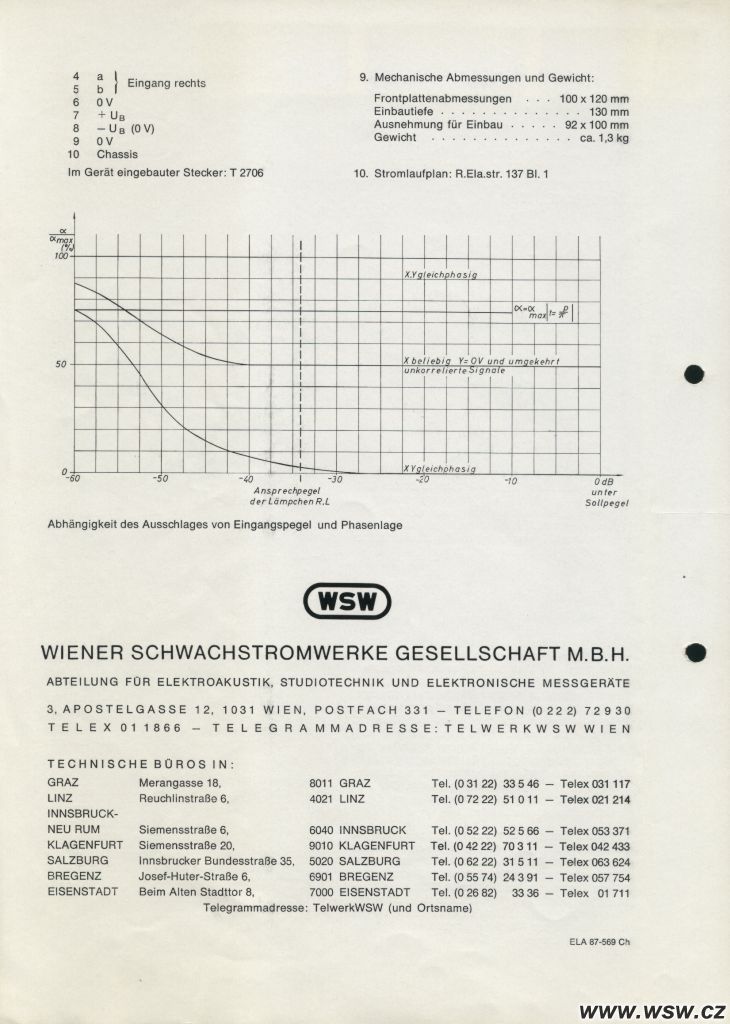 4 a
5 b
Eingang rechts
6 0 V
7 + UB
8 − UB (0 V)
9 0 V
10 Chassis
Im Gerät eingebauter Stecker: T 2706
9. Mechanische Abmessungen und Gewicht:
Frontplattenabmessungen . . . 100 x 120 mm
Einbautiefe . . . . . . . . . . . . . . 130 mm
Ausnehmung für Einbau . . . . . 92 x 100 mm
Gewicht . . . . . . . . . . . . . . ca. 1,3 kg
10. Stromlaufplan: R.Ela.str. 137 Bl. 1
α
αmax
(%)
100
X,Y gleichphasig
α=α max
50
X beliebig Y=0V und umgekehrt
unkorrelierte Signale
X Y gleichphasig
0
-60 -50 -40 -30 -20 -10 0 dB
unter
Sollpegel
Ansprechpegel
der Lämpchen R,L
Abhängigkeit des Ausschlages von Eingangspegel und Phasenlage
WSW
WIENER SCHWACHSTROMWERKE GESELLSCHAFT M.B.H.
ABTEILUNG FÜR ELEKTROAKUSTIK, STUDIOTECHNIK UND ELEKTRONISCHE MESSGERÄTE
3, APOSTELGASSE 12, 1031 WIEN, POSTFACH 331 — TELEFON (0 222) 7 29 30
TELEX 01 1866 — TELEGRAMMADRESSE: TELWERKWSW WIEN
TECHNISCHE BÜROS IN:
GRAZ Merangasse 18, 8011 GRAZ Tel. (0 31 22) 33 5 46 — Telex 031 117
LINZ Reuchlinstraße 6, 4021 LINZ Tel. (0 72 22) 51 0 11 — Telex 021 214
INNSBRUCK-
NEU RUM Siemensstraße 6, 6040 INNSBRUCK Tel. (0 52 22) 52 5 66 — Telex 053 371
KLAGENFURT Siemensstraße 20, 9010 KLAGENFURT Tel. (0 42 22) 70 3 11 — Telex 042 433
SALZBURG Innsbrucker Bundesstraße 35, 5020 SALZBURG Tel. (0 62 22) 31 5 11 — Telex 063 624
BREGENZ Josef-Huter-Straße 6, 6901 BREGENZ Tel. (0 55 74) 24 3 91 — Telex 057 754
EISENSTADT Beim Alten Stadttor 8, 7000 EISENSTADT Tel. (0 26 82) 33 36 — Telex 01 711
Telegrammadresse: TelwerkWSW (und Ortsname)
ELA 87-569 Ch
www.wsw.cz